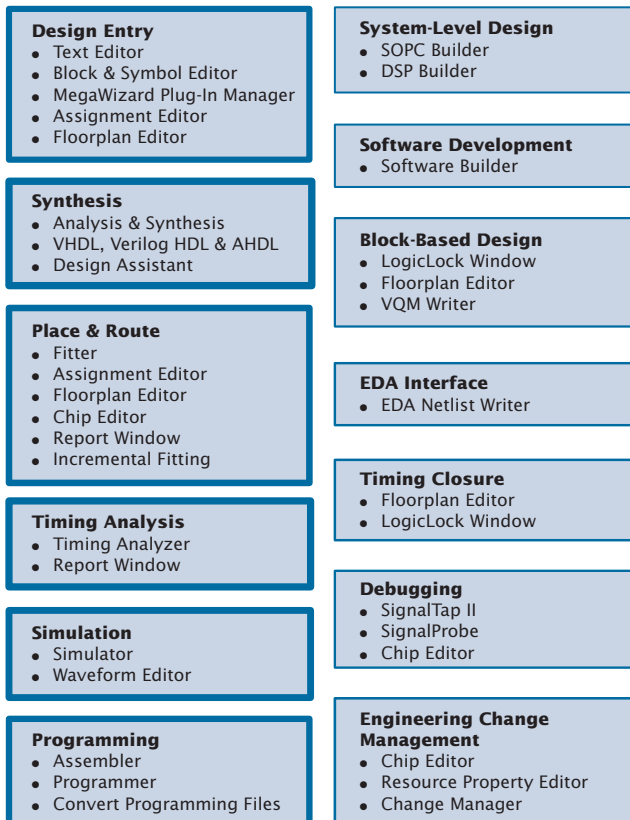 Design Entry
● Text Editor
● Block & Symbol Editor
● MegaWizard Plug-In Manager
● Assignment Editor
● Floorplan Editor
Synthesis
● Analysis & Synthesis
● VHDL, Verilog HDL & AHDL
● Design Assistant
Place & Route
● Fitter
● Assignment Editor
● Floorplan Editor
● Chip Editor
● Report Window
● Incremental Fitting
Timing Analysis
● Timing Analyzer
● Report Window
Simulation
● Simulator
● Waveform Editor
Programming
● Assembler
● Programmer
● Convert Programming Files
System-Level Design
● SOPC Builder
● DSP Builder
Software Development
● Software Builder
Block-Based Design
● LogicLock Window
● Floorplan Editor
● VQM Writer
EDA Interface
● EDA Netlist Writer
Timing Closure
● Floorplan Editor
● LogicLock Window
Debugging
● SignalTap II
● SignalProbe
● Chip Editor
Engineering Change
Management
● Chip Editor
● Resource Property Editor
● Change Manager